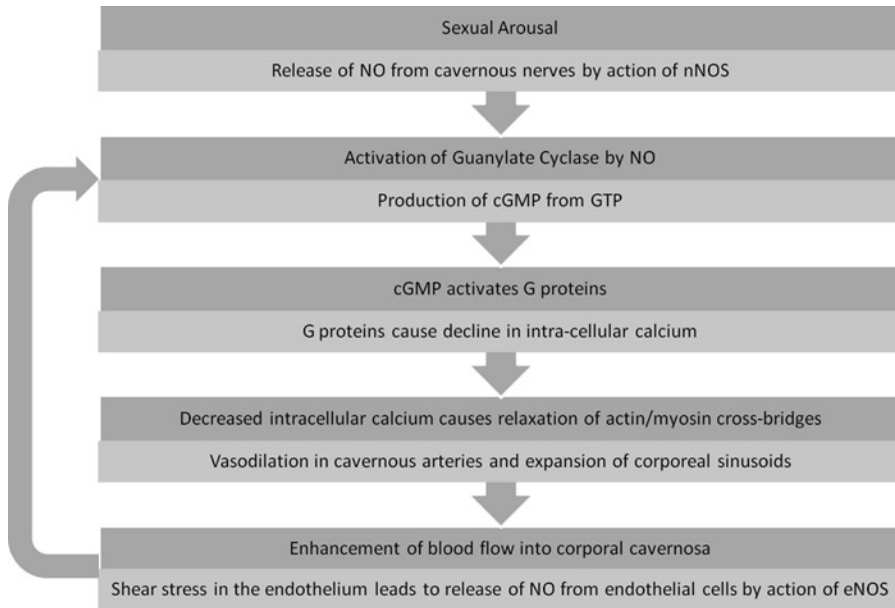 Sexual Arousal
Release of NO from cavernous nerves by action of nNOS
Activation of Guanylate Cyclase by NO
Production of cGMP from GTP
cGMP activates G proteins
G proteins cause decline in intra-cellular calcium
Decreased intracellular calcium causes relaxation of actin/myosin cross-bridges
Vasodilation in cavernous arteries and expansion of corporeal sinusoids
Enhancement of blood flow into corporal cavernosa
Shear stress in the endothelium leads to release of NO from endothelial cells by action of eNOS